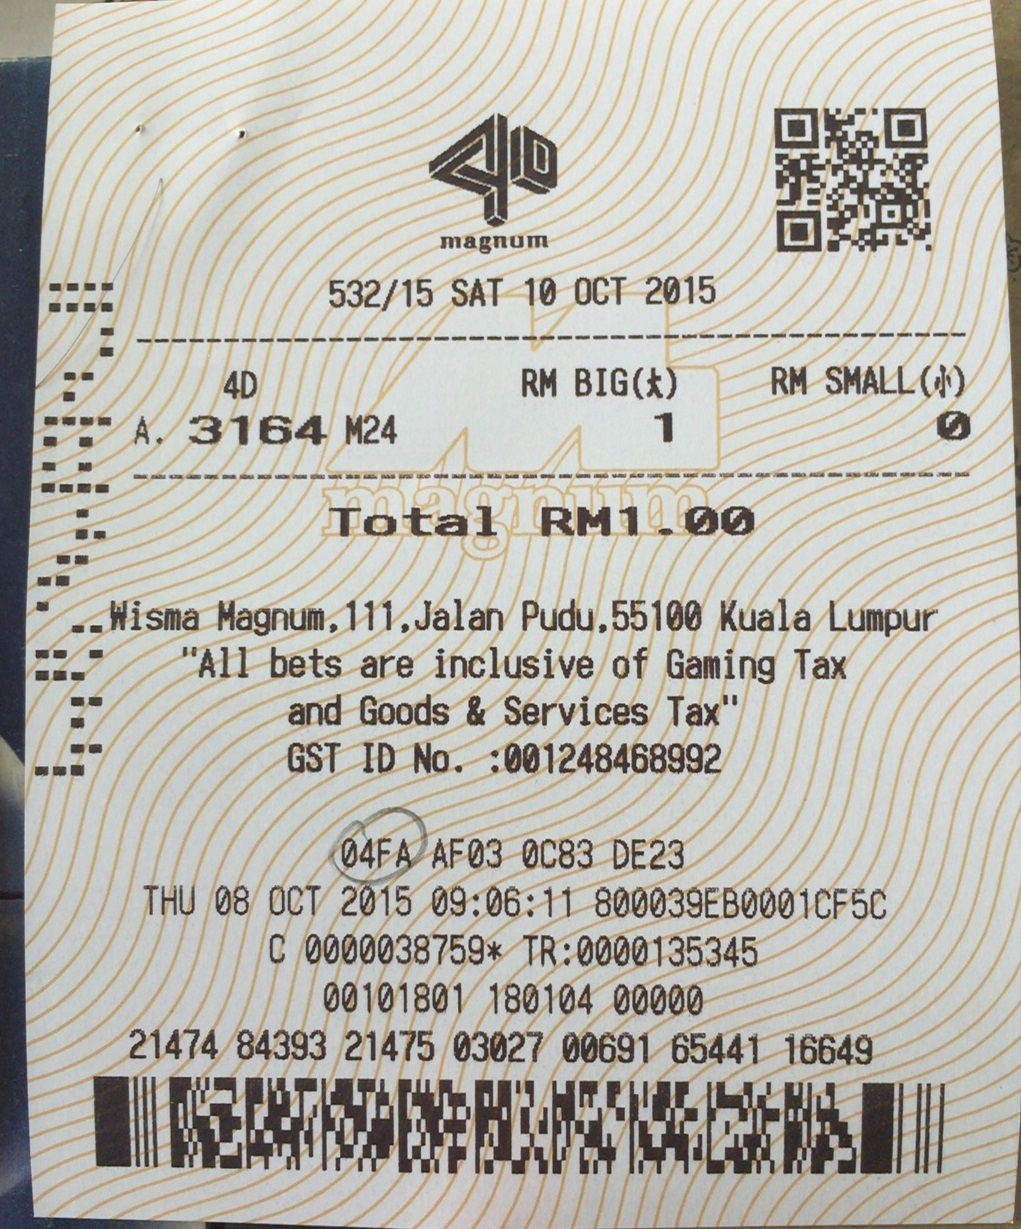 4D
magnum
532/15 SAT 10 OCT 2015
4D RM BIG(大) RM SMALL(小)
A. 3164 M24 1 0
magnum
Total RM1.00
Wisma Magnum,111,Jalan Pudu,55100 Kuala Lumpur
"All bets are inclusive of Gaming Tax
and Goods & Services Tax"
GST ID No. :001248468992
04FA AF03 0C83 DE23
THU 08 OCT 2015 09:06:11 800039EB0001CF5C
C 0000038759* TR:0000135345
00101801 180104 00000
21474 84393 21475 03027 00691 65441 16649